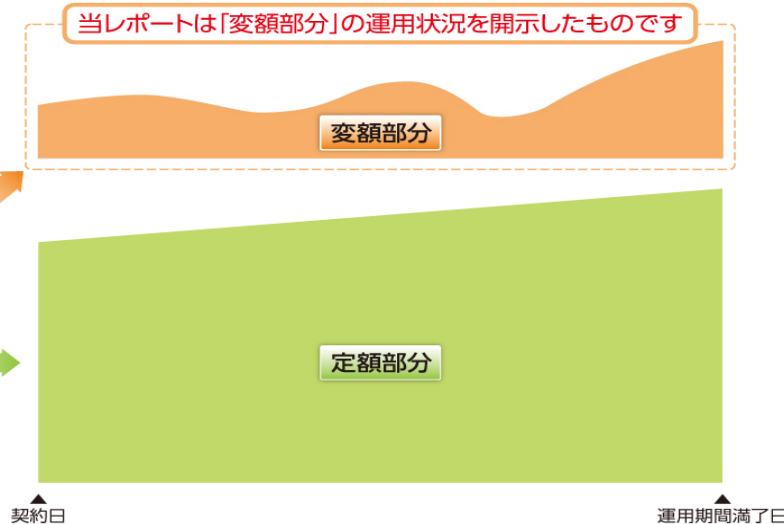 当レポートは「変額部分」の運用状況を開示したものです
変額部分
定額部分
契約日
運用期間満了日